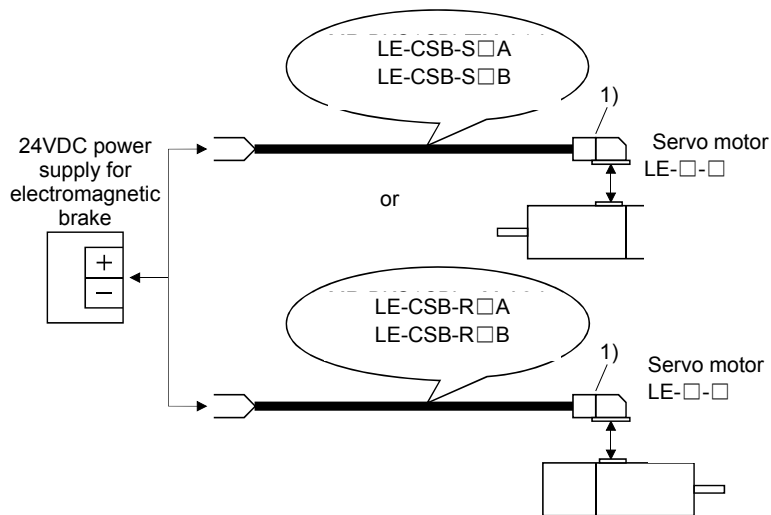 LE-CSB-S□A
LE-CSB-S□B
1)
24VDC power
supply for
electromagnetic
brake
Servo motor
LE-□-□
or
+
−
LE-CSB-R□A
LE-CSB-R□B
1)
Servo motor
LE-□-□